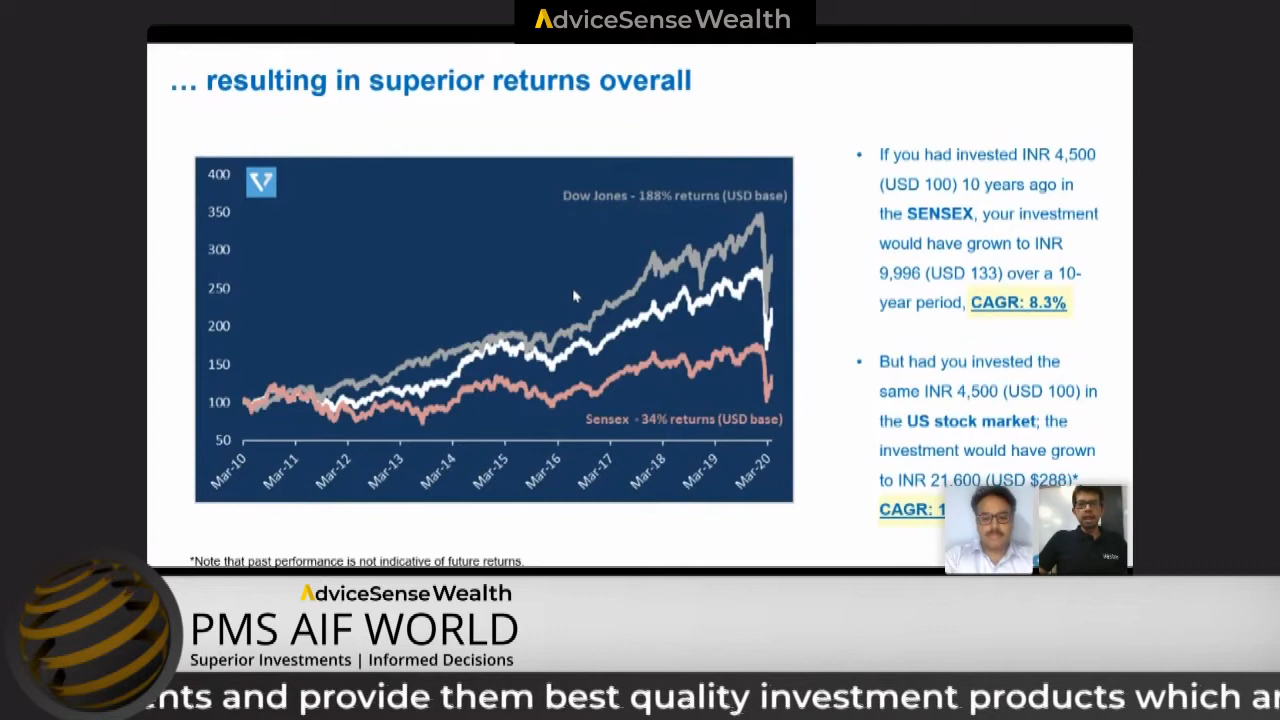 AdviceSense Wealth
... resulting in superior returns overall
400
350
300
250
200
150
100
50
Dow Jones - 188% returns (USD base)
Sensex - 34% returns (USD base)
Mar-10
Mar-11
Mar-12
Mar-13
Mar-14
Mar-15
Mar-16
Mar-17
Mar-18
Mar-19
Mar-20
• If you had invested INR 4,500
(USD 100) 10 years ago in
the SENSEX, your investment
would have grown to INR
9,996 (USD 133) over a 10-
year period, CAGR: 8.3%
• But had you invested the
same INR 4,500 (USD 100) in
the US stock market; the
investment would have grown
to INR 21,600 (USD $288)*
CAGR: 1
*Note that past performance is not indicative of future returns.
AdviceSense Wealth
PMS AIF WORLD
Superior Investments | Informed Decisions
nts and provide them best quality investment products which ar